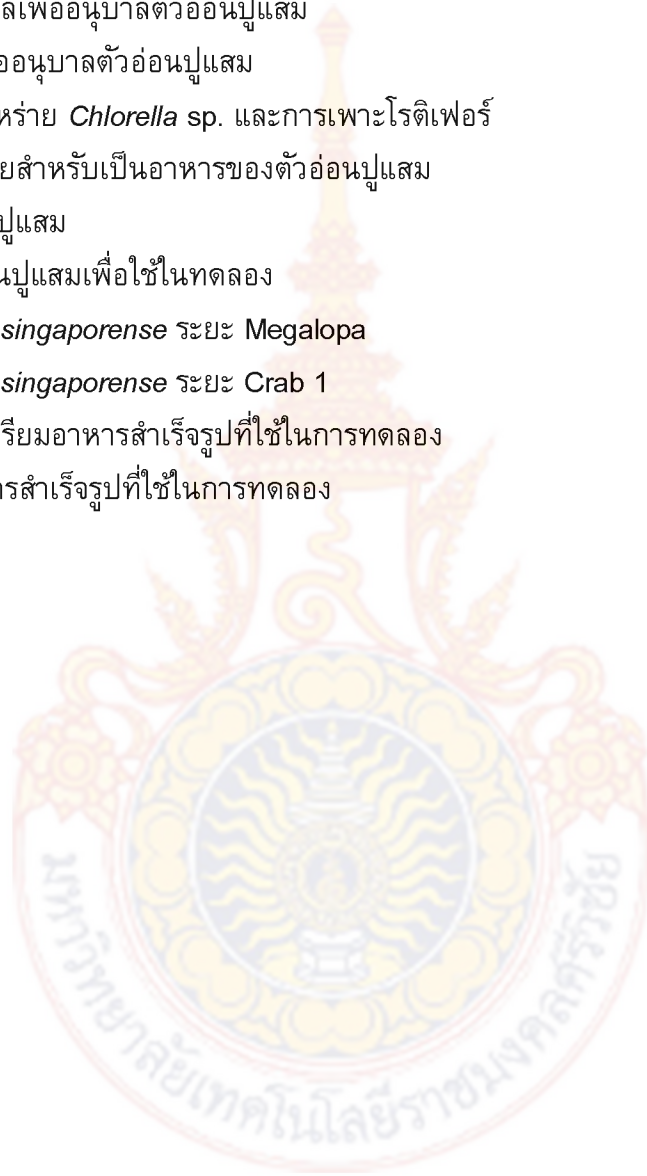 ลเพื่ออนุบาลตัวอ่อนปูแสม
ออนุบาลตัวอ่อนปูแสม
หร่าย Chlorella sp. และการเพาะโรติเฟอร์
ยสำหรับเป็นอาหารของตัวอ่อนปูแสม
ปูแสม
นปูแสมเพื่อใช้ในทดลอง
singaporense ระยะ Megalopa
singaporense ระยะ Crab 1
รียมอาหารสำเร็จรูปที่ใช้ในการทดลอง
รสำเร็จรูปที่ใช้ในการทดลอง
มหาวิทยาลัยเทคโนโลยีราชมงคลศรีวิชัย